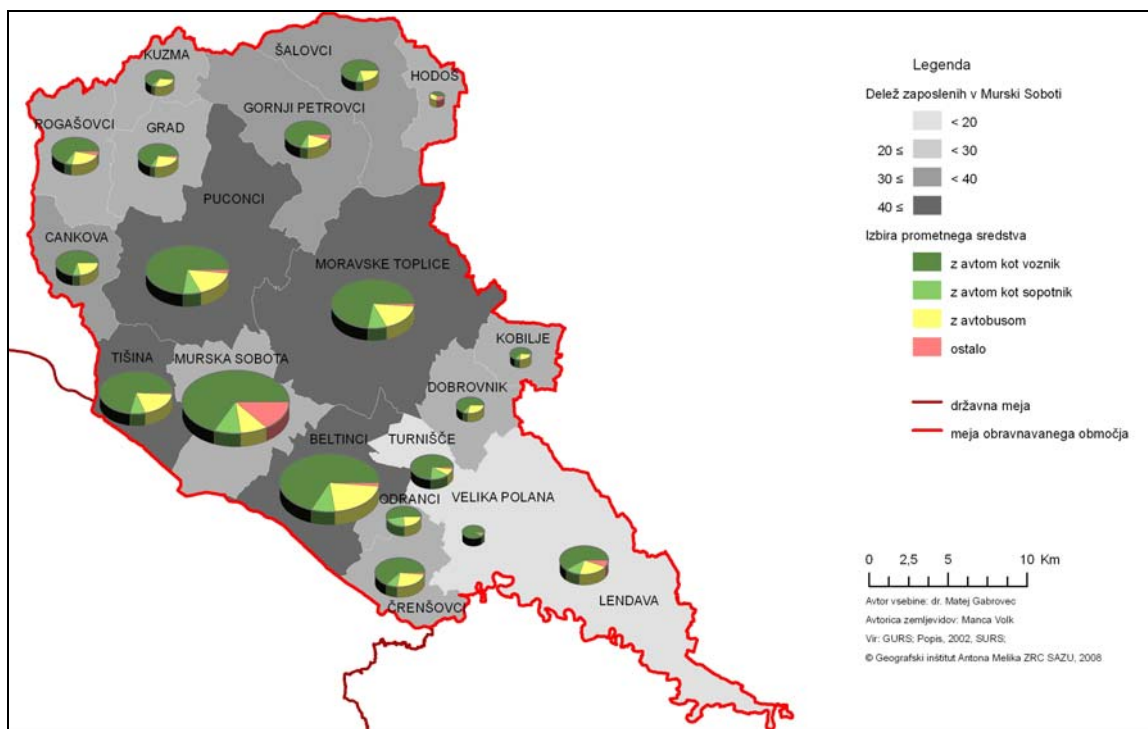 KUZMA
ŠALOVCI
HODOŠ
ROGAŠOVCI
GRAD
GORNJI PETROVCI
PUCONCI
CANKOVA
MORAVSKE TOPLICE
KOBILJE
TIŠINA
MURSKA SOBOTA
DOBROVNIK
BELTINCI
TURNIŠČE
ODRANCI
VELIKA POLANA
ČRENŠOVCI
LENDAVA
Legenda
Delež zaposlenih v Murski Soboti
< 20
20 ≤ < 30
30 ≤ < 40
40 ≤
Izbira prometnega sredstva
z avtom kot voznik
z avtom kot sopotnik
z avtobusom
ostalo
državna meja
meja obravnavanega območja
0 2,5 5 10 Km
Avtor vsebine: dr. Matej Gabrovec
Avtorica zemljevidov: Manca Volk
Vir: GURS; Popis, 2002, SURS;
© Geografski inštitut Antona Melika ZRC SAZU, 2008